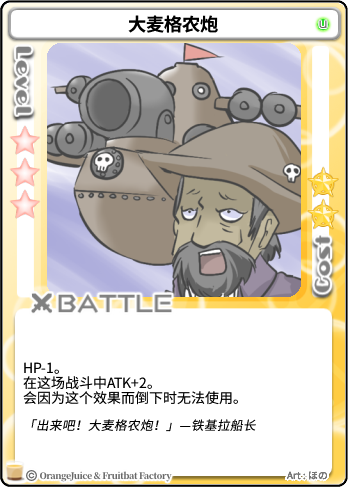 大麦格农炮
U
Level
Cost
BATTLE
HP-1。
在这场战斗中ATK+2。
会因为这个效果而倒下时无法使用。
「出来吧！大麦格农炮！」—铁基拉船长
© OrangeJuice & Fruitbat Factory
Art : ほの